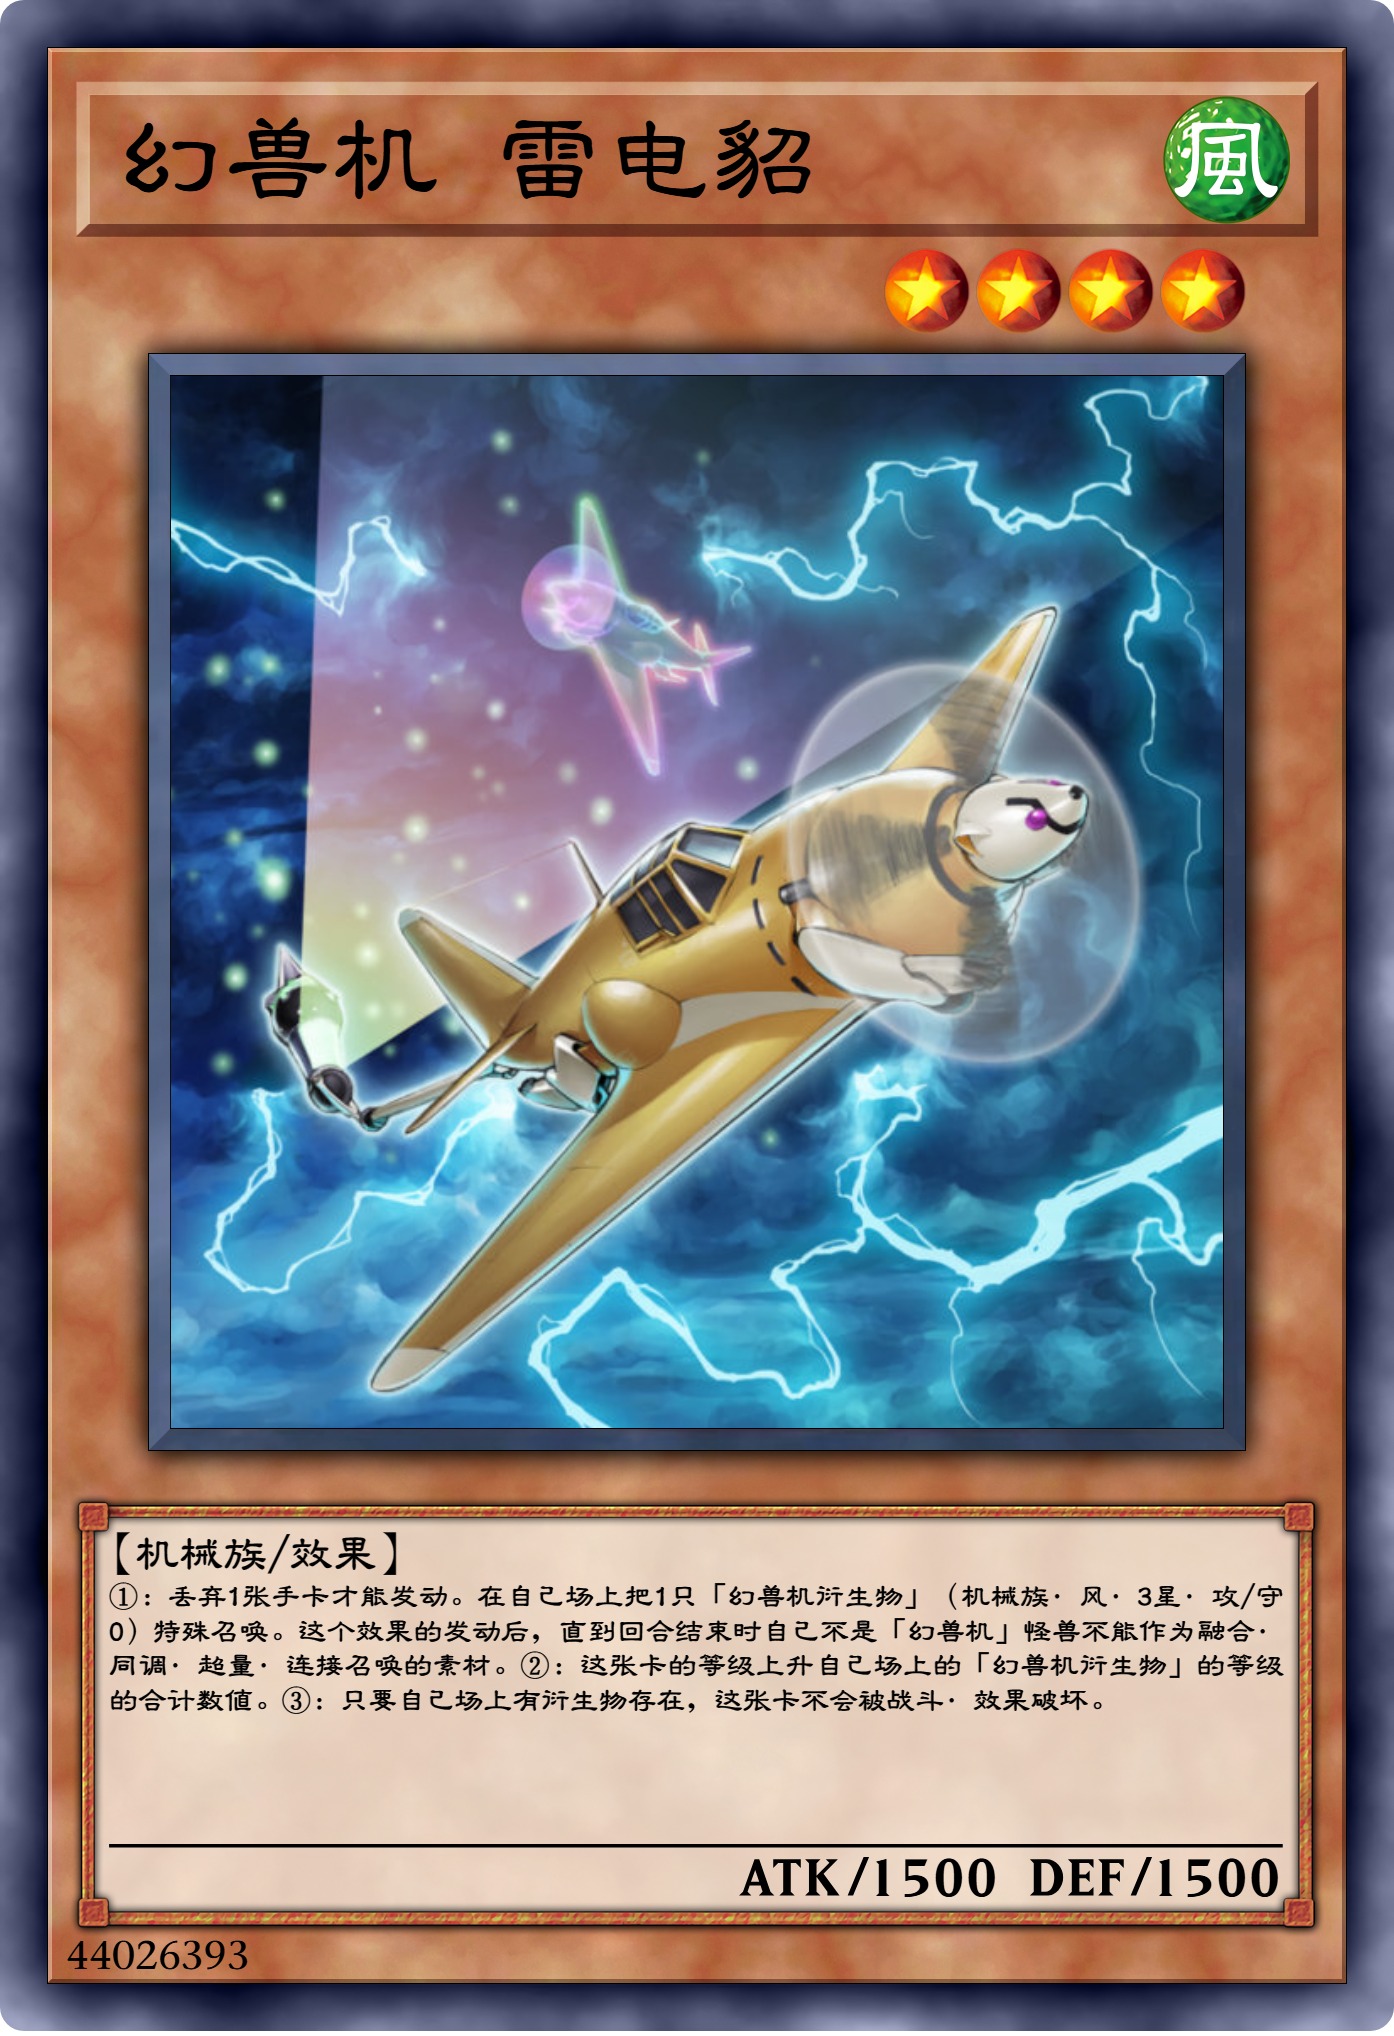 幻兽机 雷电貂
風
【机械族/效果】
①：丢弃1张手卡才能发动。在自己场上把1只「幻兽机衍生物」（机械族·风·3星·攻/守
0）特殊召唤。这个效果的发动后，直到回合结束时自己不是「幻兽机」怪兽不能作为融合·
同调·超量·连接召唤的素材。②：这张卡的等级上升自己场上的「幻兽机衍生物」的等级
的合计数值。③：只要自己场上有衍生物存在，这张卡不会被战斗·效果破坏。
ATK/1500 DEF/1500
44026393